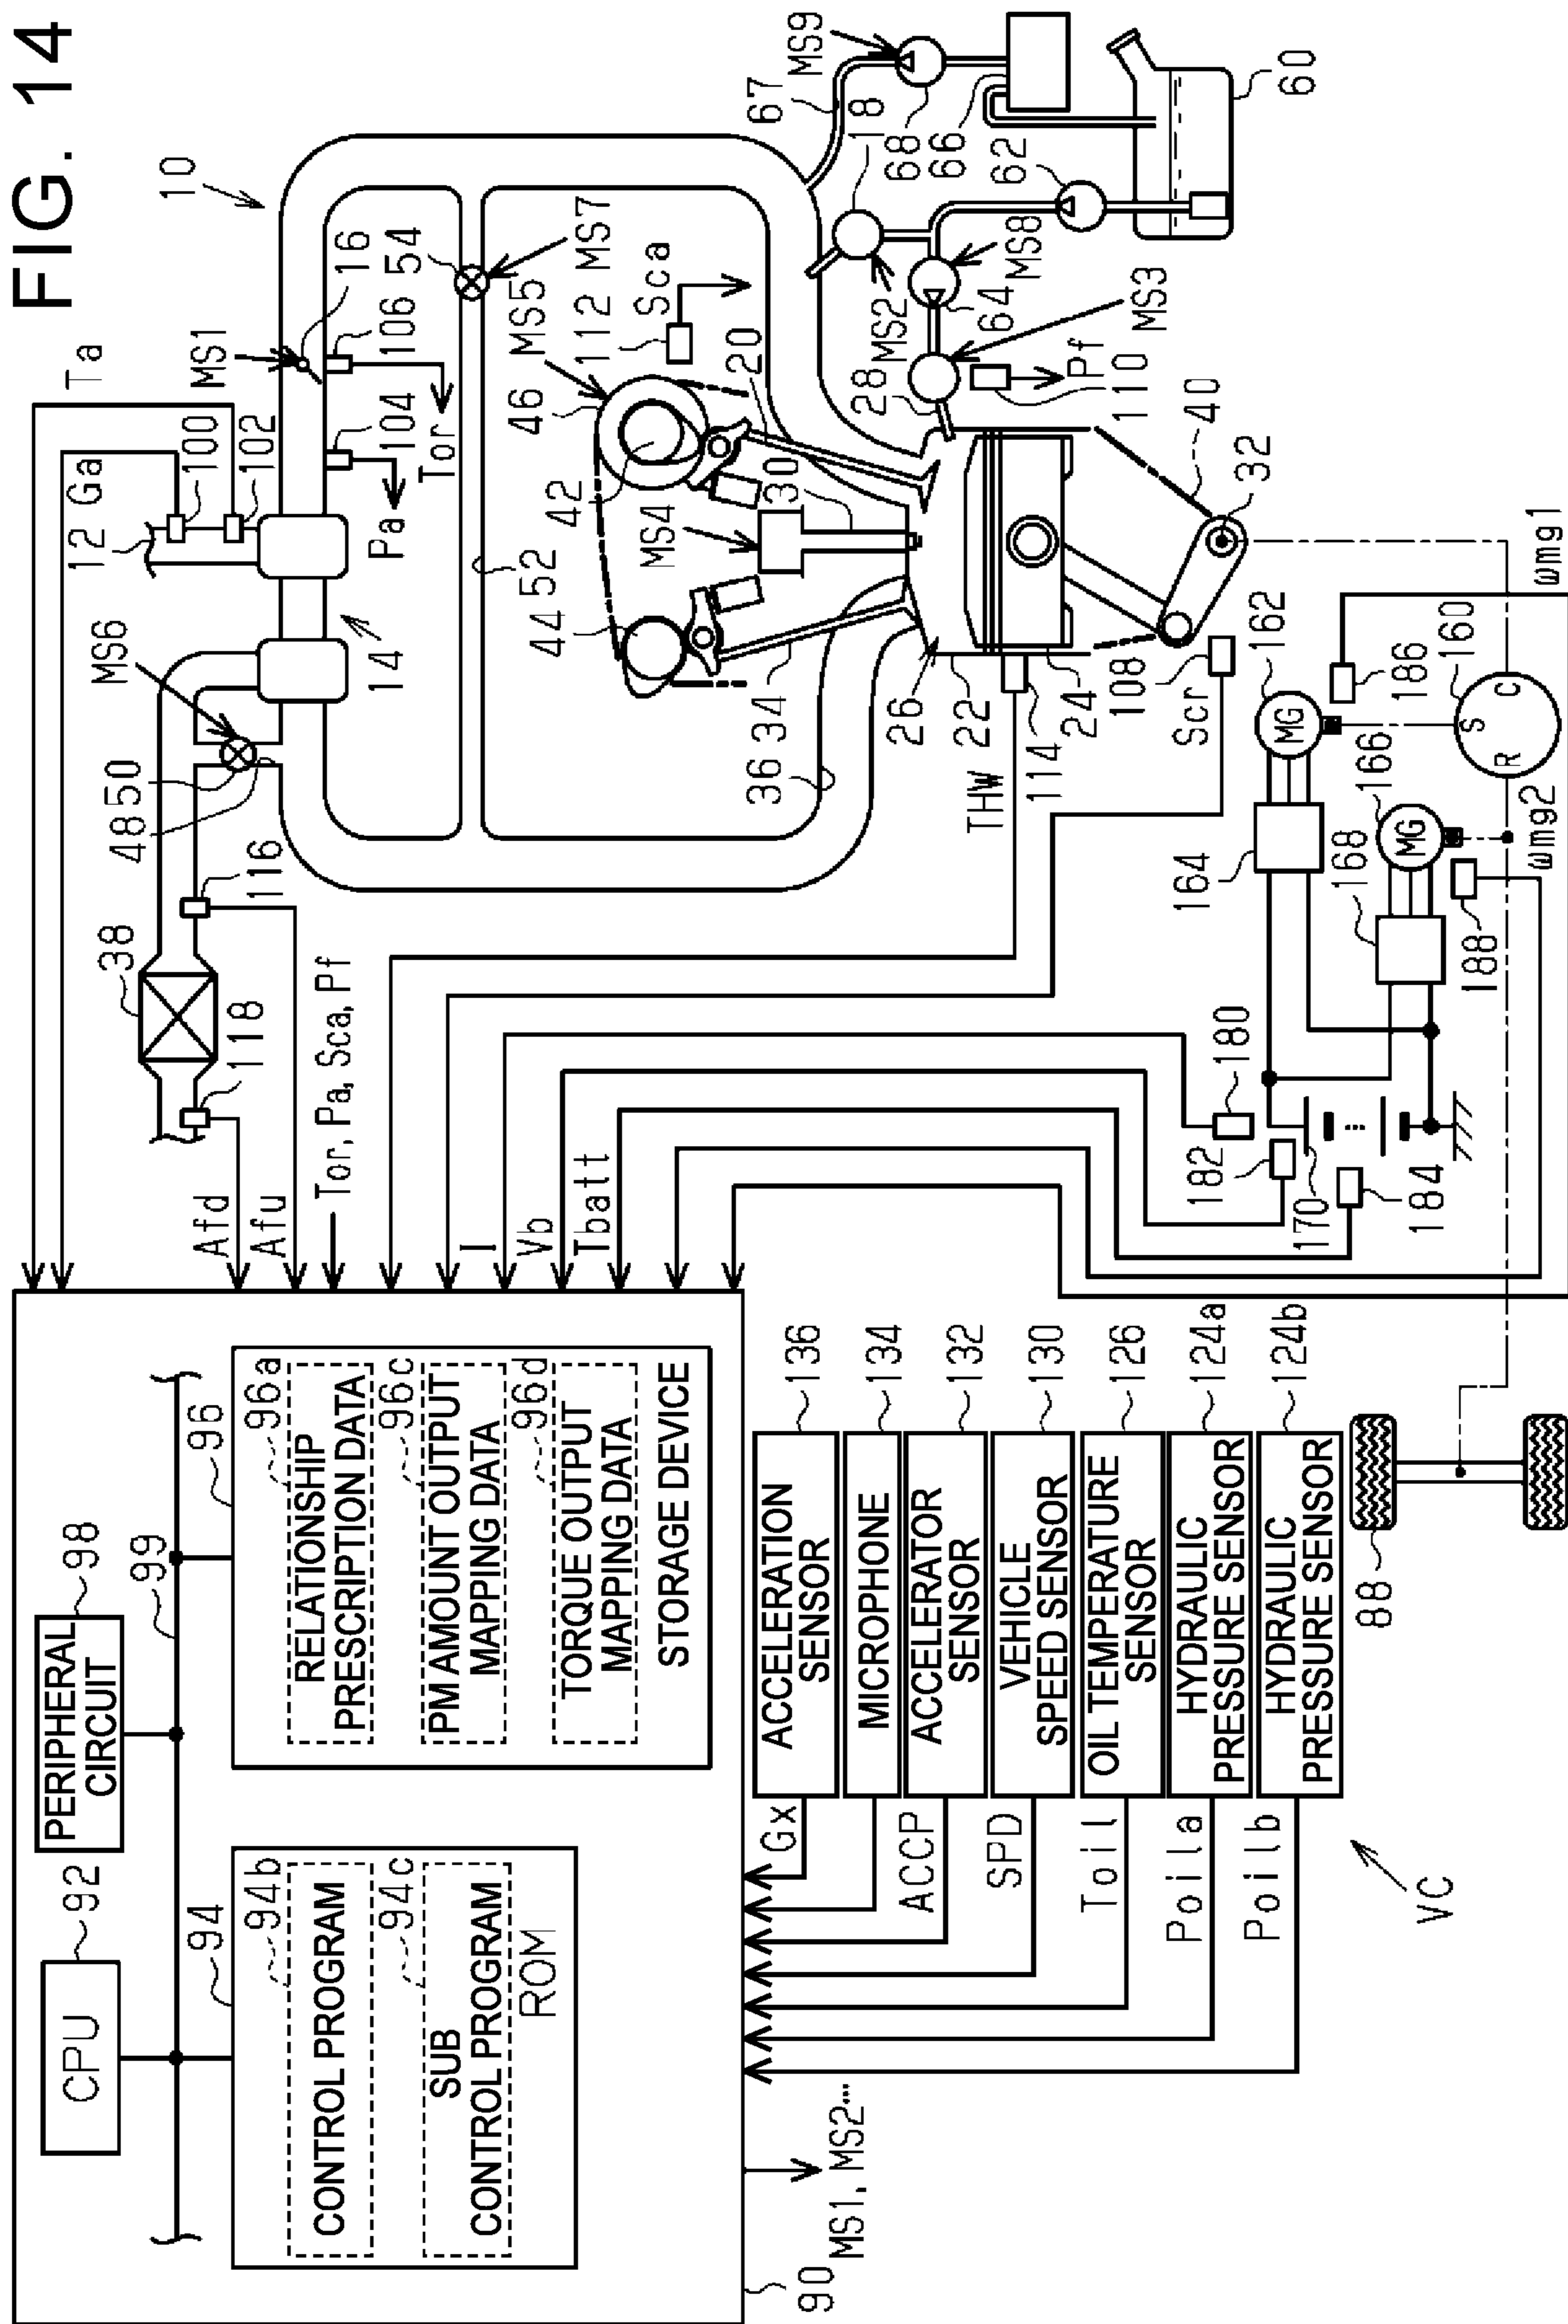 FIG. 14
10
Ta
Ga
12
100
102
MS1
16
54
MS7
104
106
Pa
Tor
MS6
14
48
50
38
116
118
Afd
Afu
Tor, Pa, Sca, Pf
52
MS5
46
112
Sca
42
44
MS4
20
30
34
36
26
22
24
114
THW
108
Scr
28
MS2
64
MS8
MS3
110
Pf
40
32
18
67
68
66
MS9
62
60
I
Vb
Tbatt
162
MG
164
166
MG
168
160
S
C
R
186
188
ωmg1
ωmg2
180
182
170
184
CPU
92
PERIPHERAL
CIRCUIT
98
99
94
94b
CONTROL PROGRAM
94c
SUB
CONTROL PROGRAM
ROM
96
96a
RELATIONSHIP
PRESCRIPTION DATA
96c
PM AMOUNT OUTPUT
MAPPING DATA
96d
TORQUE OUTPUT
MAPPING DATA
STORAGE DEVICE
90
MS1, MS2…
ACCELERATION
SENSOR
136
Gx
MICROPHONE
134
ACCELERATOR
SENSOR
132
ACCP
VEHICLE
SPEED SENSOR
130
SPD
OIL TEMPERATURE
SENSOR
126
Toil
HYDRAULIC
PRESSURE SENSOR
124a
Poila
HYDRAULIC
PRESSURE SENSOR
124b
Poilb
88
VC